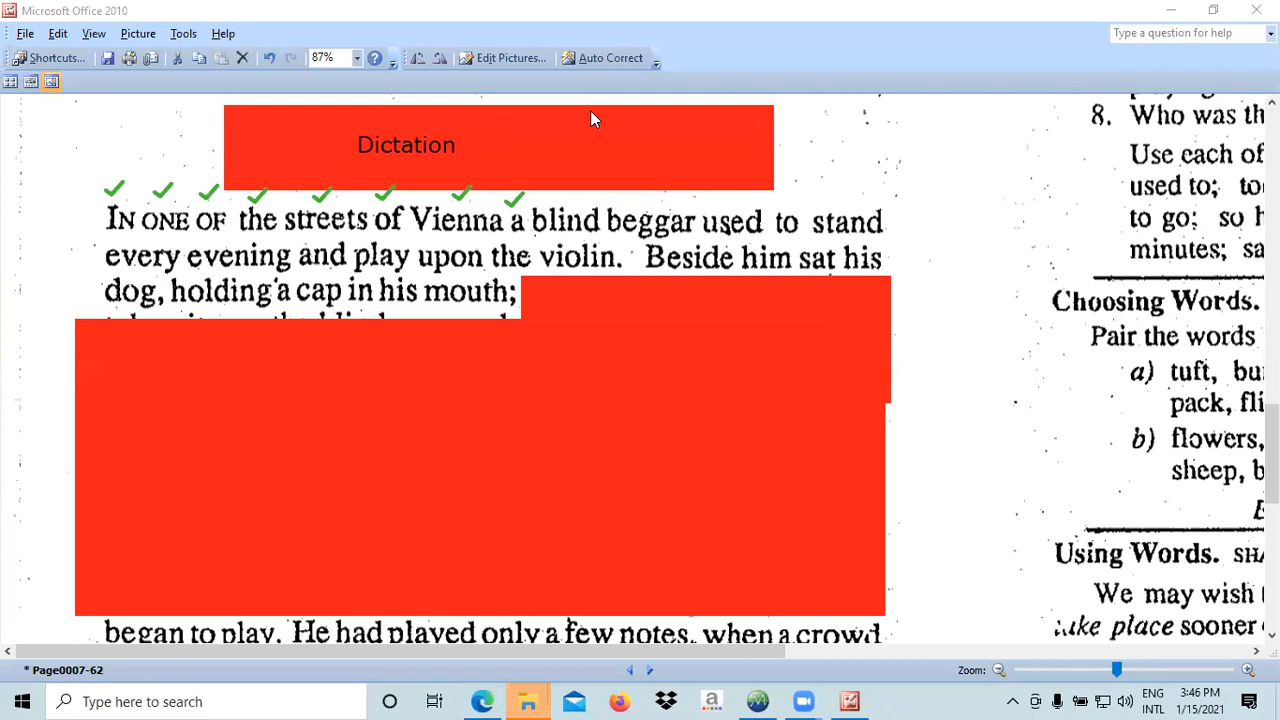 Microsoft Office 2010
File Edit View Picture Tools Help
Type a question for help
Shortcuts... 87% Edit Pictures... Auto Correct
Dictation
IN ONE OF the streets of Vienna a blind beggar used to stand
every evening and play upon the violin. Beside him sat his
dog, holding a cap in his mouth;
began to play. He had played only a few notes, when a crowd
8. Who was th
Use each of
used to; to
to go; so h
minutes; sa
Choosing Words.
Pair the words
a) tuft, bu
pack, fli
b) flowers,
sheep, b
Using Words. SHA
We may wish t
take place sooner
* Page0007-62
Zoom:
Type here to search
ENG
INTL
3:46 PM
1/15/2021